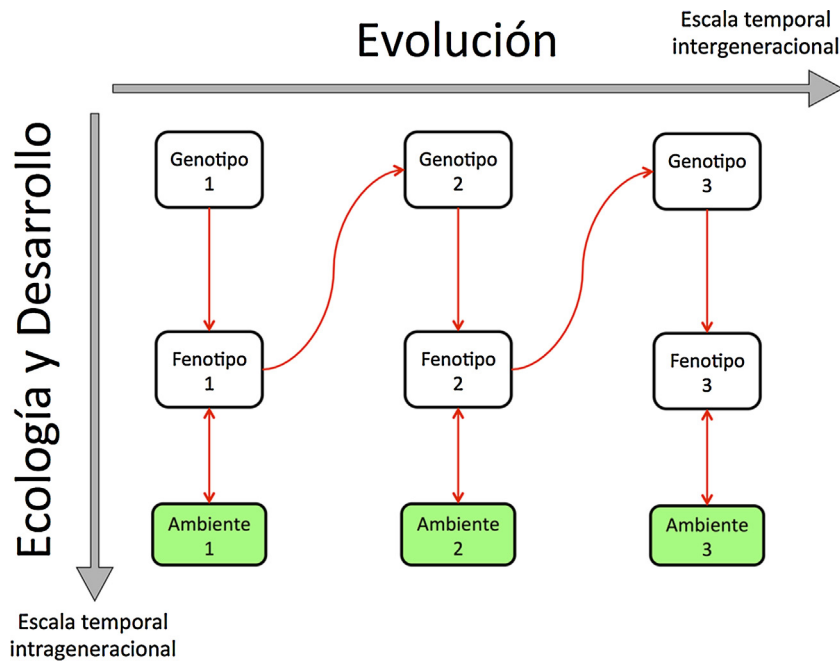 Evolución
Escala temporal
intergeneracional
Ecología y Desarrollo
Genotipo
1
Genotipo
2
Genotipo
3
Fenotipo
1
Fenotipo
2
Fenotipo
3
Ambiente
1
Ambiente
2
Ambiente
3
Escala temporal
intrageneracional